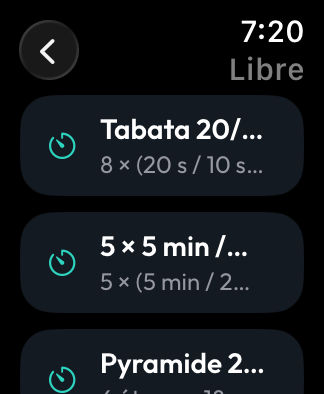 7:20
Libre
Tabata 20/...
8 × (20 s / 10 s...
5 × 5 min /...
5 × (5 min / 2...
Pyramide 2...